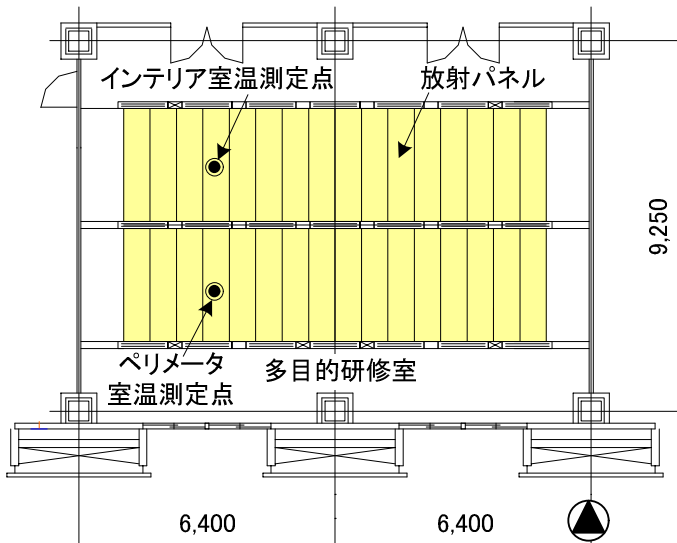 インテリア室温測定点
放射パネル
9,250
ペリメータ
室温測定点
多目的研修室
6,400
6,400